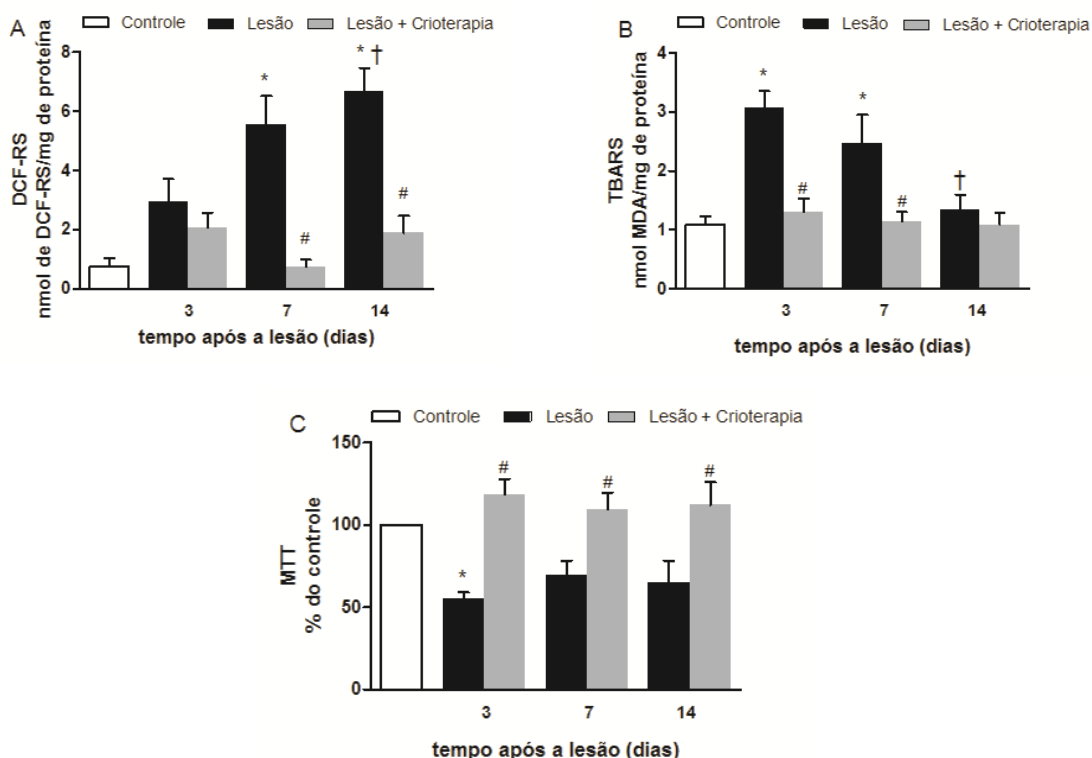 A
Controle Lesão Lesão + Crioterapia
DCF-RS
nmol de DCF-RS/mg de proteína
8
6
4
2
0
* * †
# #
3 7 14
tempo após a lesão (dias)
B
Controle Lesão Lesão + Crioterapia
TBARS
nmol MDA/mg de proteína
4
3
2
1
0
* # * # †
3 7 14
tempo após a lesão (dias)
C
Controle Lesão Lesão + Crioterapia
MTT
% do controle
150
100
50
0
* # # #
3 7 14
tempo após a lesão (dias)